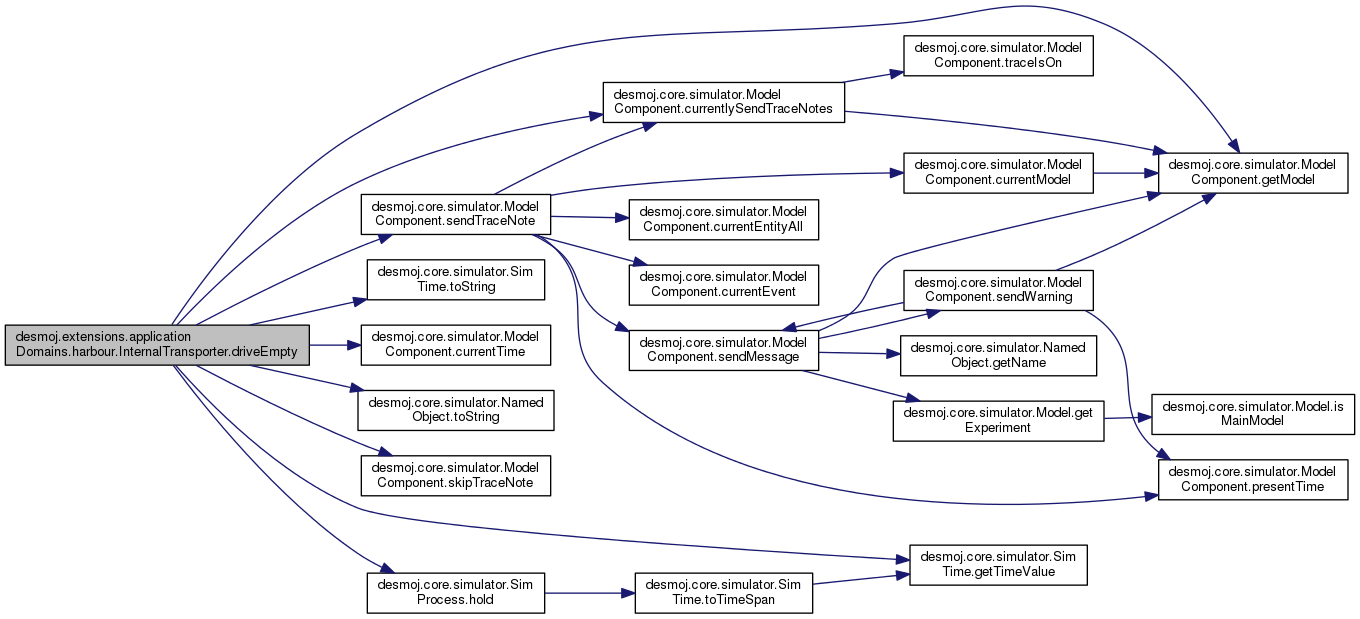 desmoj.core.simulator.Model
Component.traceIsOn
desmoj.core.simulator.Model
Component.currentlySendTraceNotes
desmoj.core.simulator.Model
Component.getModel
desmoj.core.simulator.Model
Component.currentModel
desmoj.core.simulator.Model
Component.sendTraceNote
desmoj.core.simulator.Model
Component.currentEntityAll
desmoj.core.simulator.Sim
Time.toString
desmoj.core.simulator.Model
Component.currentEvent
desmoj.core.simulator.Model
Component.sendWarning
desmoj.extensions.application
Domains.harbour.InternalTransporter.driveEmpty
desmoj.core.simulator.Model
Component.currentTime
desmoj.core.simulator.Model
Component.sendMessage
desmoj.core.simulator.Named
Object.getName
desmoj.core.simulator.Named
Object.toString
desmoj.core.simulator.Model.get
Experiment
desmoj.core.simulator.Model.is
MainModel
desmoj.core.simulator.Model
Component.skipTraceNote
desmoj.core.simulator.Model
Component.presentTime
desmoj.core.simulator.Sim
Time.getTimeValue
desmoj.core.simulator.Sim
Process.hold
desmoj.core.simulator.Sim
Time.toTimeSpan